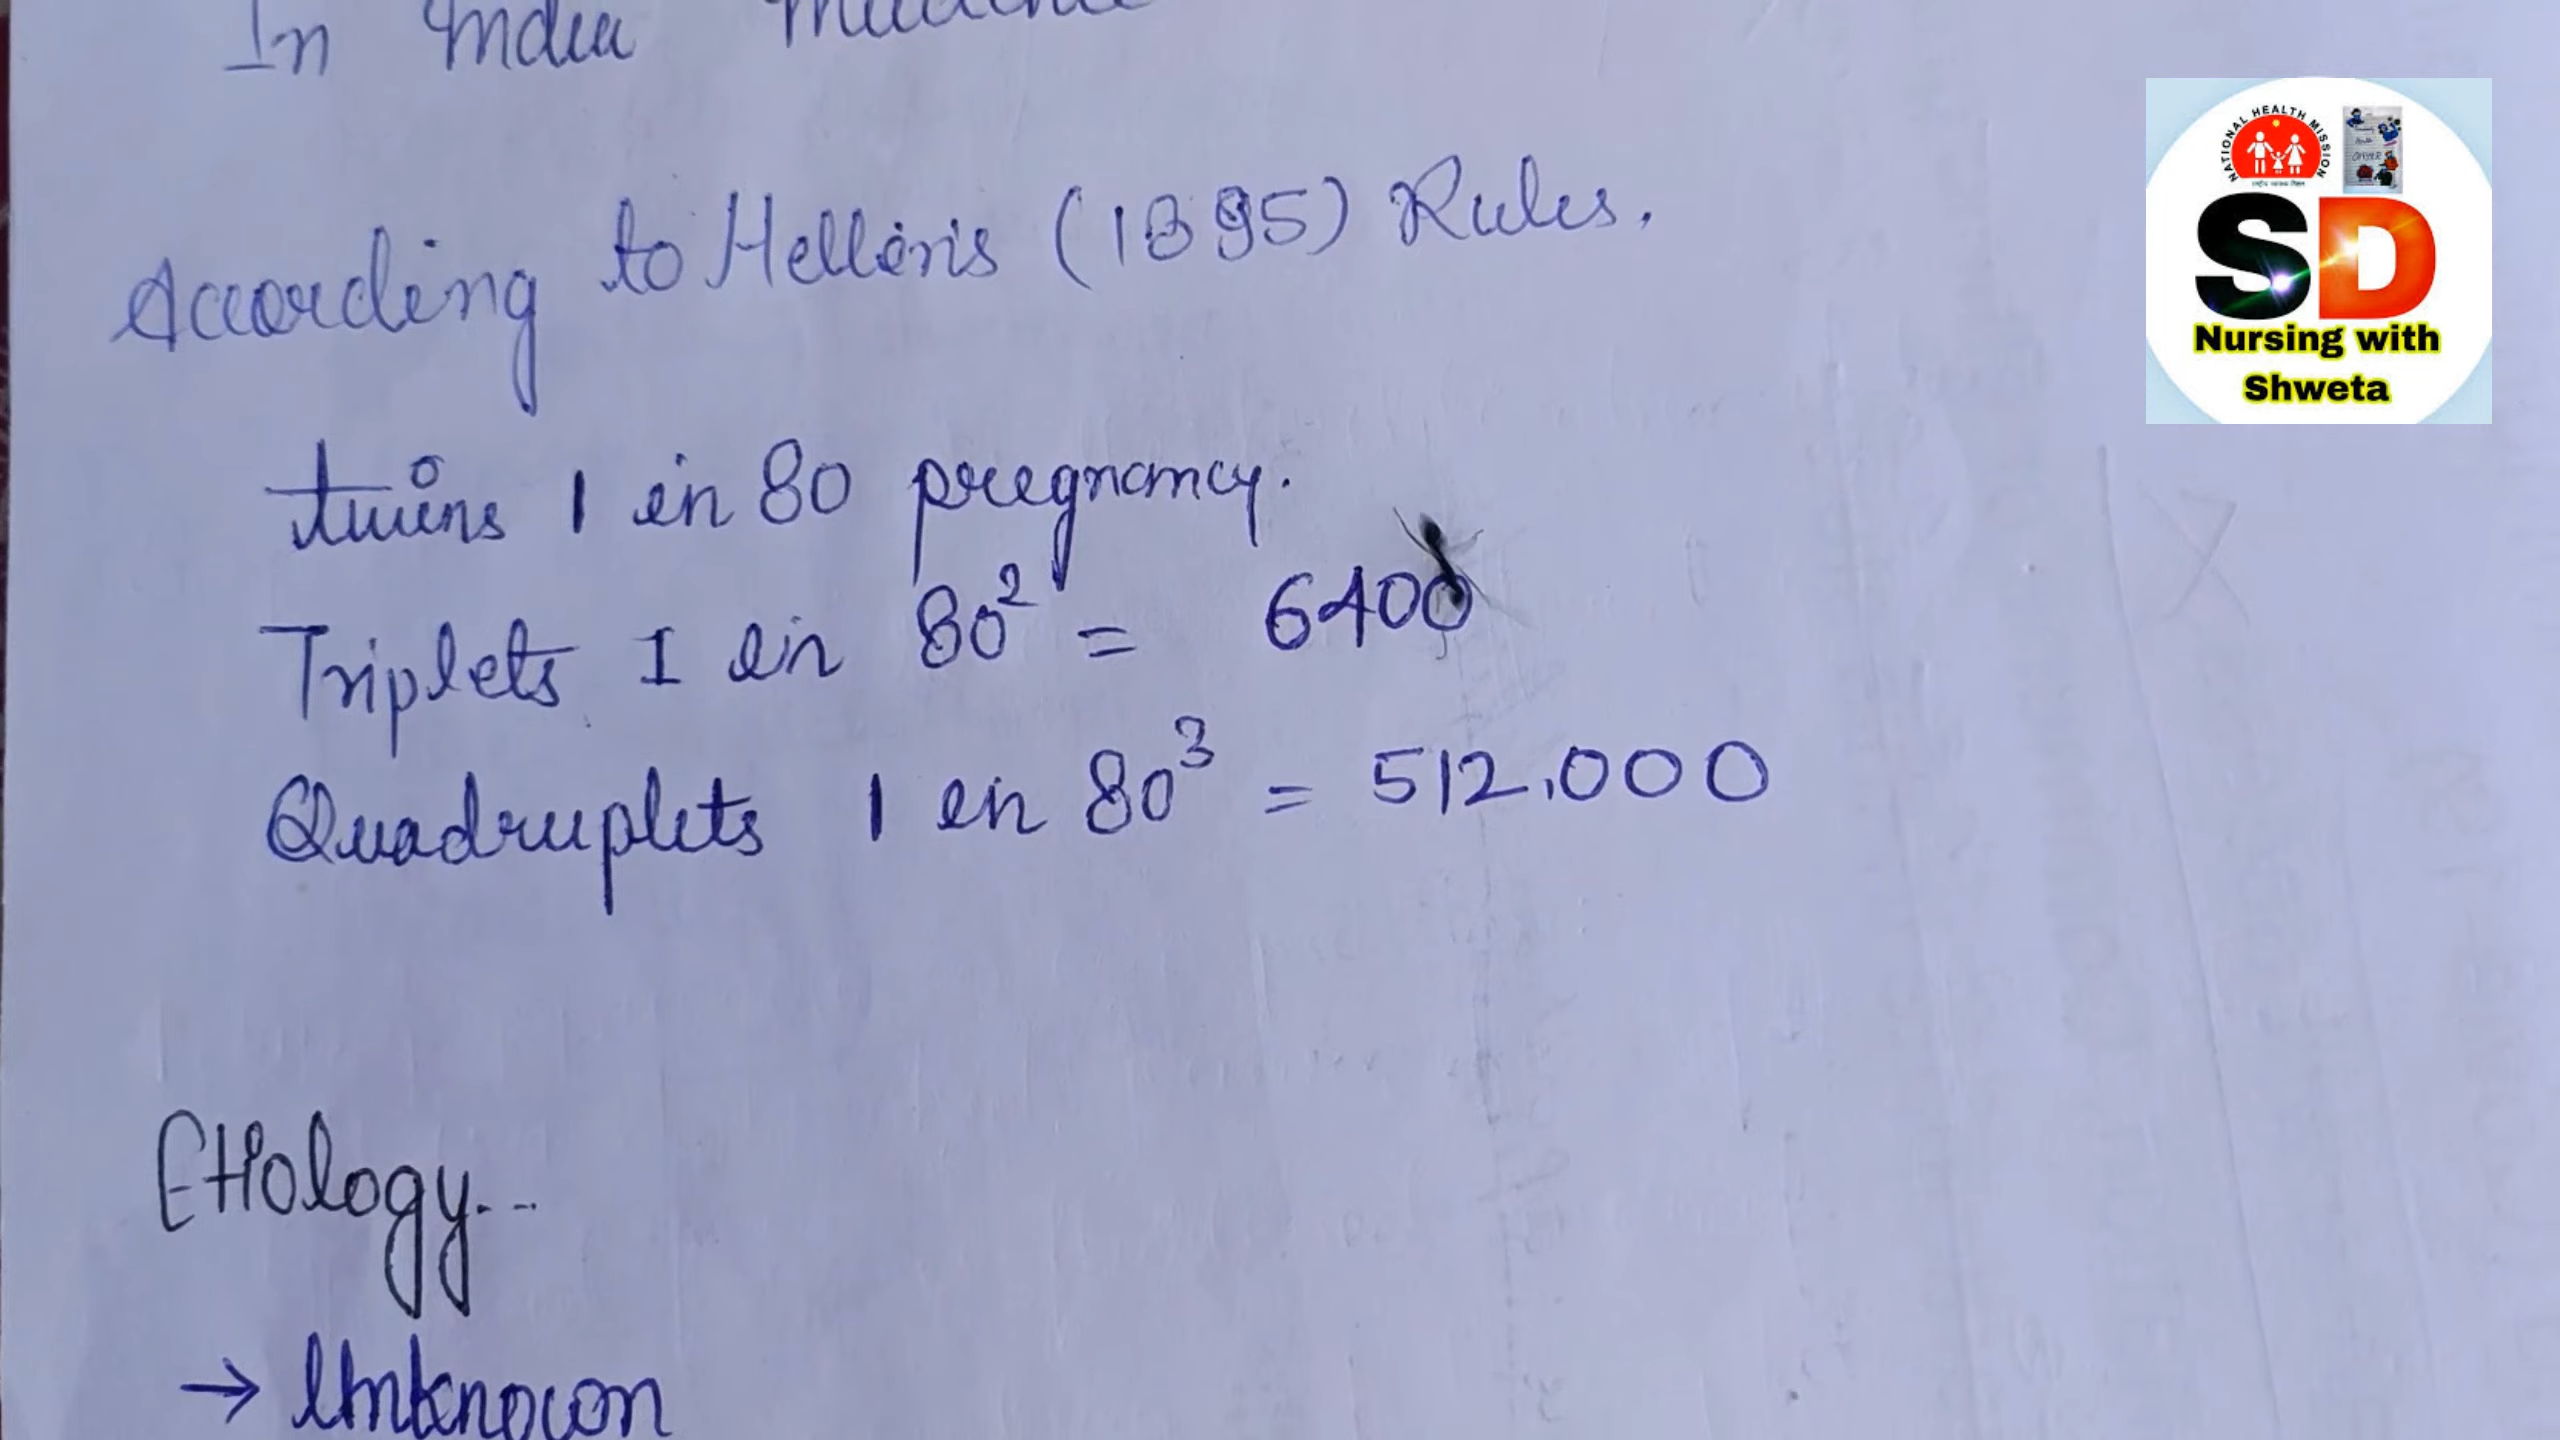 In India
According to Hellin's (1895) Rules.
twins 1 in 80 pregnancy.
Triplets I in 80² = 6400
Quadruplets 1 in 80³ = 512,000
Etiology...
→ Unknown
NATIONAL HEALTH MISSION
SD
Nursing with
Shweta